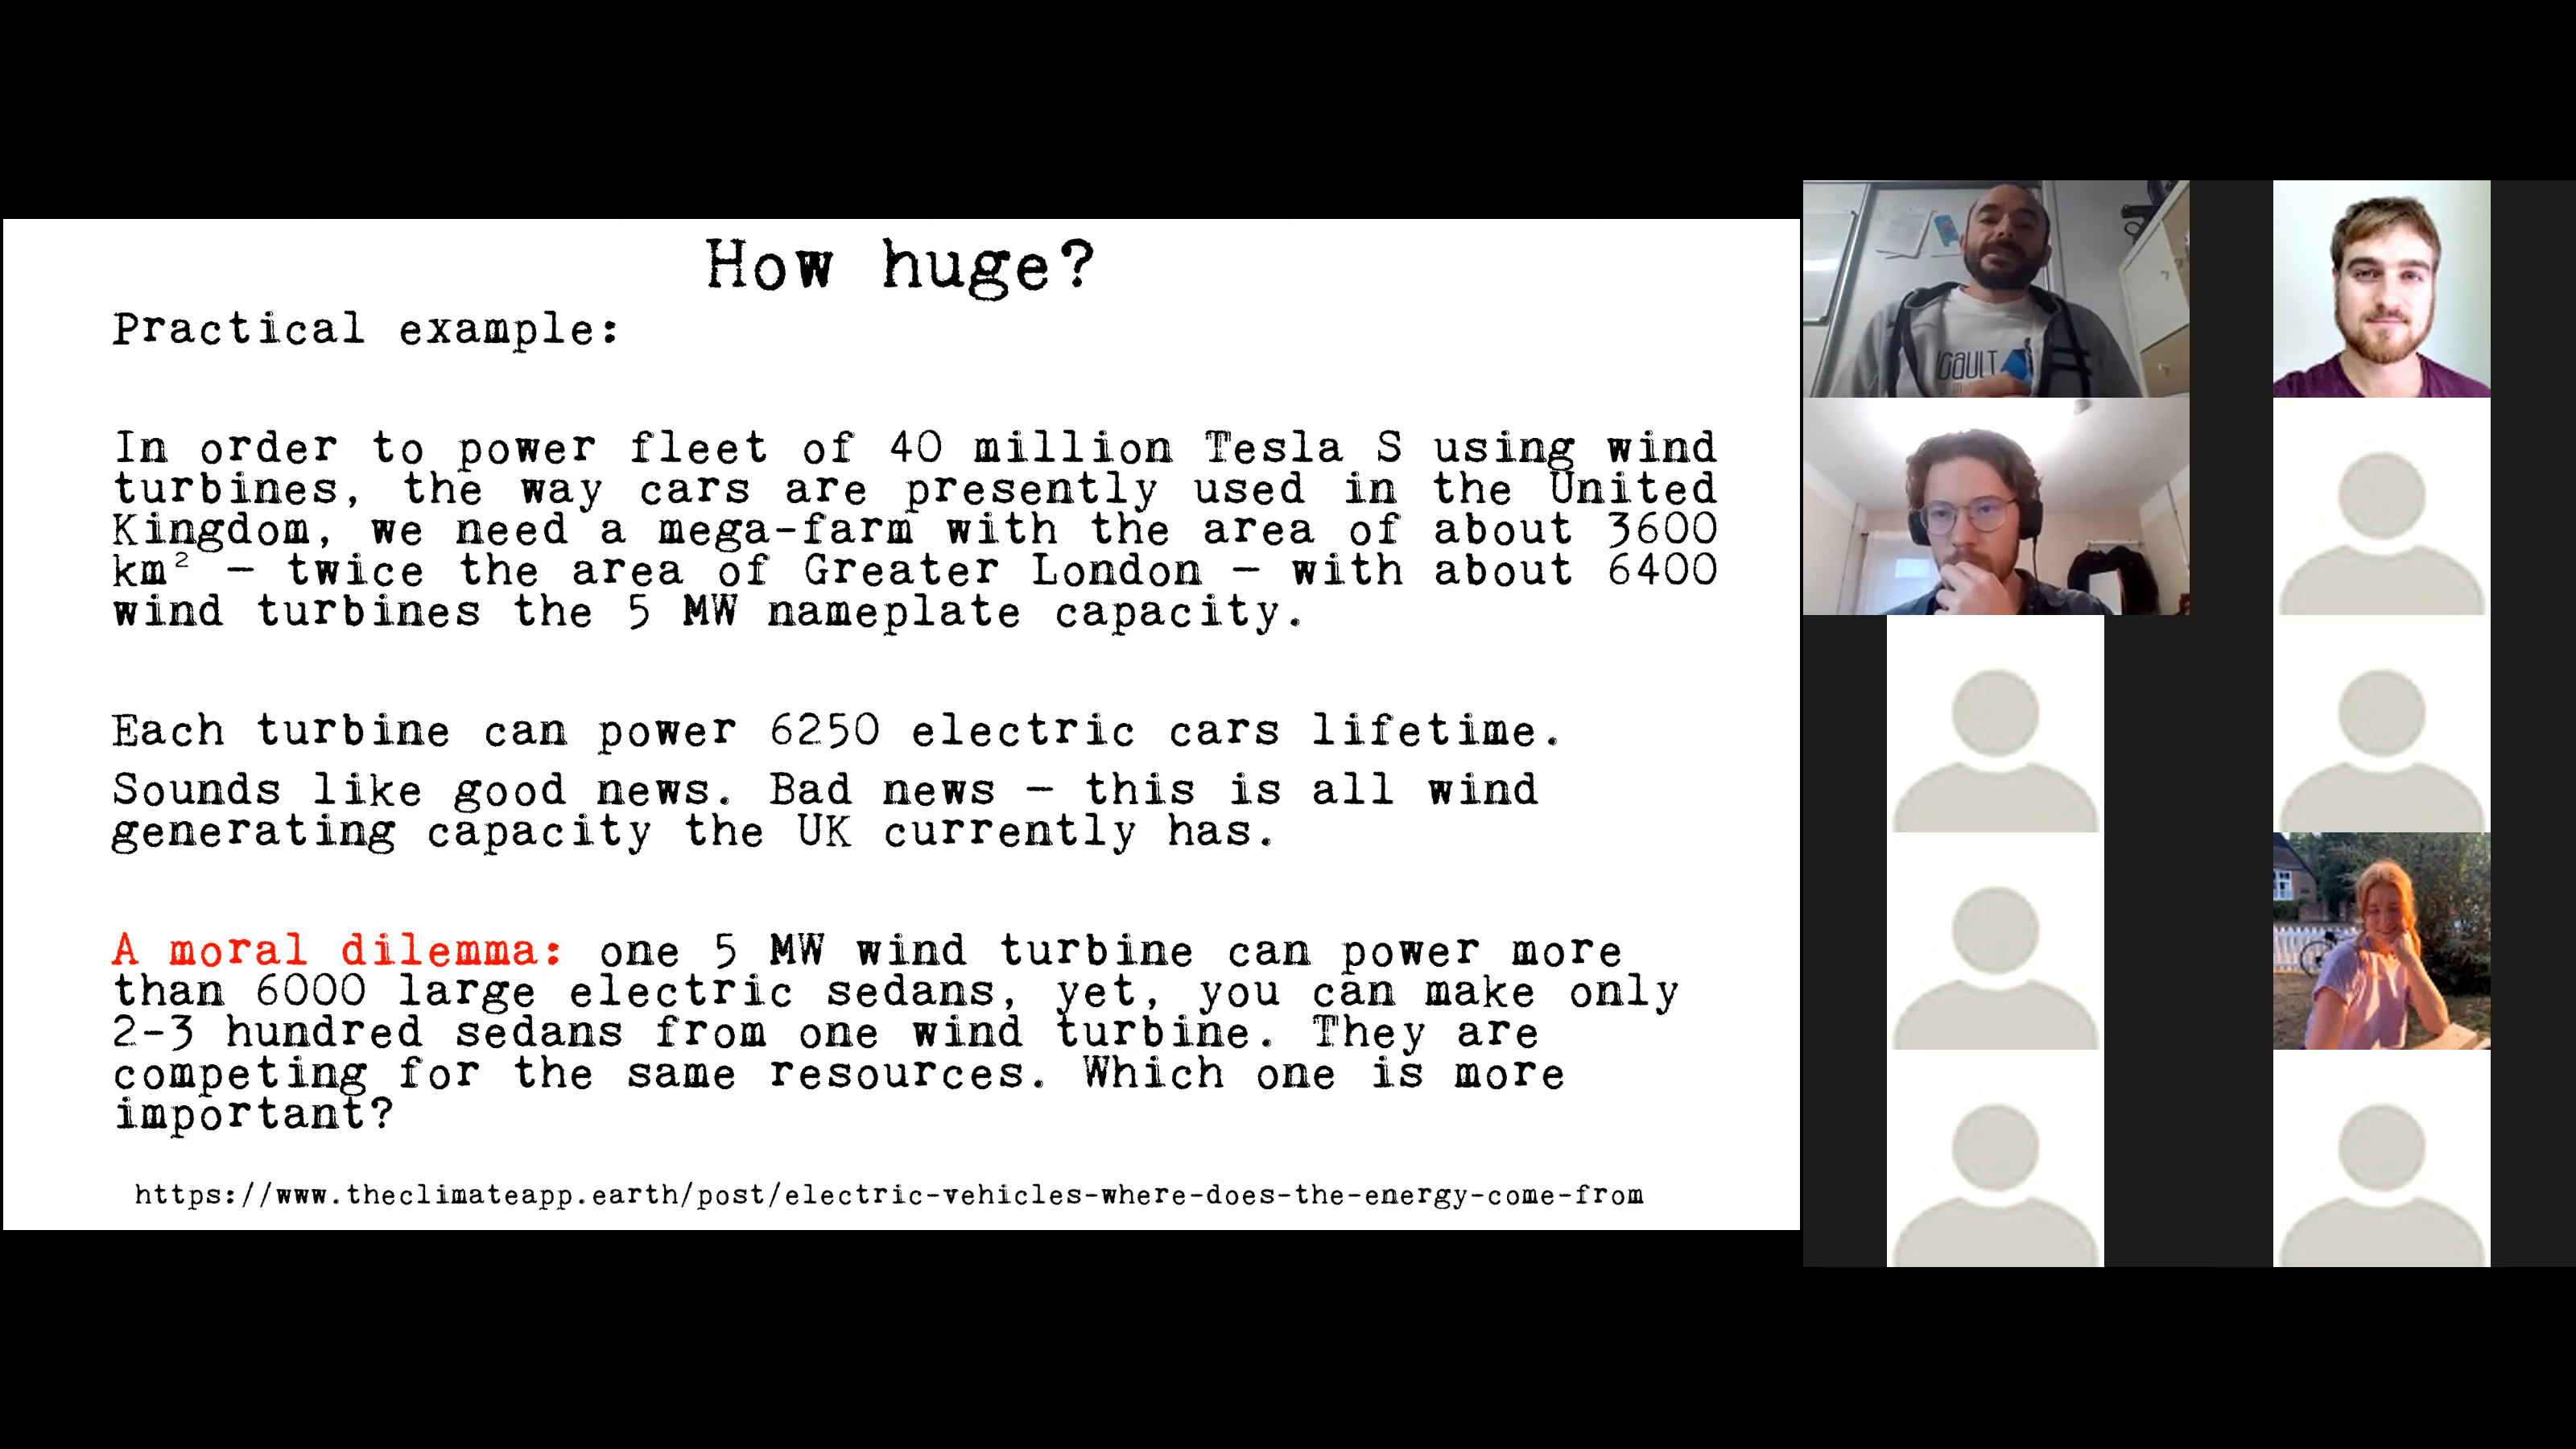 How huge?
Practical example:
In order to power fleet of 40 million Tesla S using wind
turbines, the way cars are presently used in the United
Kingdom, we need a mega-farm with the area of about 3600
km² – twice the area of Greater London – with about 6400
wind turbines the 5 MW nameplate capacity.
Each turbine can power 6250 electric cars lifetime.
Sounds like good news. Bad news – this is all wind
generating capacity the UK currently has.
A moral dilemma: one 5 MW wind turbine can power more
than 6000 large electric sedans, yet, you can make only
2-3 hundred sedans from one wind turbine. They are
competing for the same resources. Which one is more
important?
https://www.theclimateapp.earth/post/electric-vehicles-where-does-the-energy-come-from